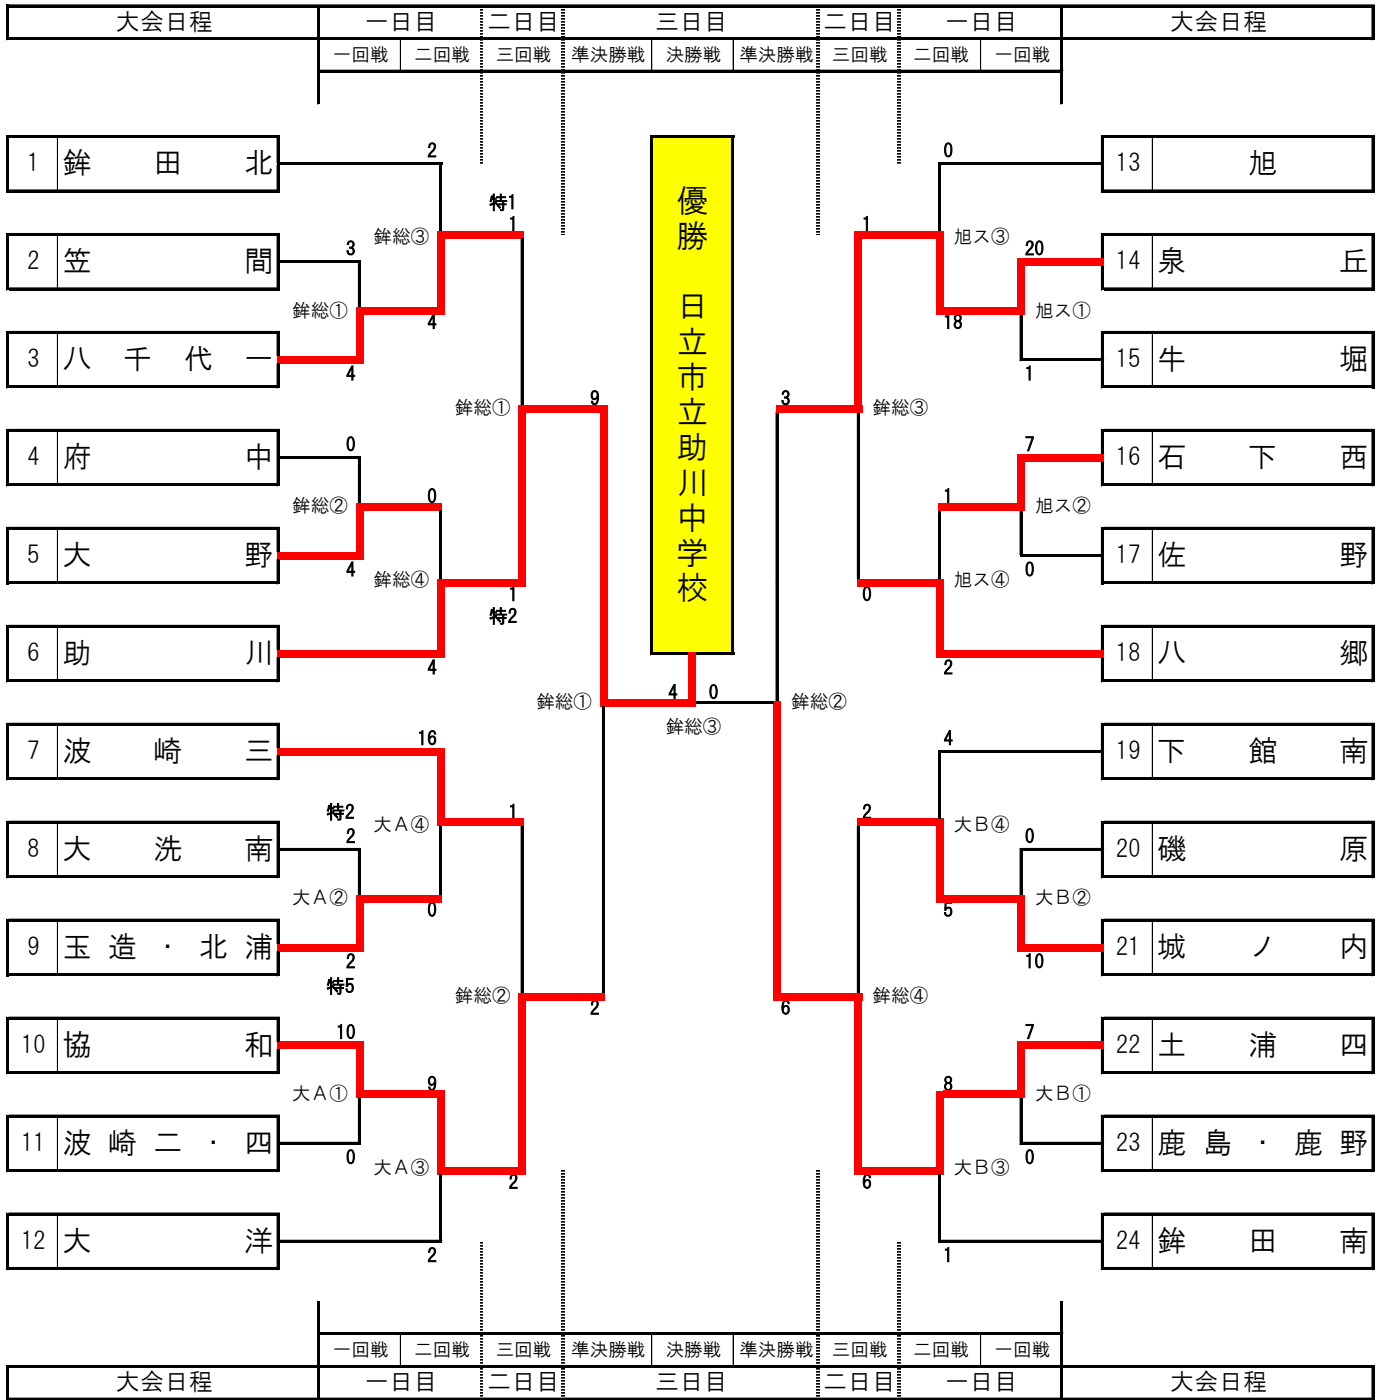 大会日程 一日目 二日目 三日目 二日目 一日目 大会日程
一回戦 二回戦 三回戦 準決勝戦 決勝戦 準決勝戦 三回戦 二回戦 一回戦
優勝 日立市立助川中学校
1 鉾田北
2 笠間
3 八千代一
4 府中
5 大野
6 助川
7 波崎三
8 大洗南
9 玉造・北浦
10 協和
11 波崎二・四
12 大洋
2
特1
1
鉾総③
3
鉾総①
4
4
鉾総①
9
0
鉾総②
0
4
鉾総④
1
特2
4
鉾総①
4
0
鉾総③
16
特2
2
大A④
1
大A②
0
2
特5
鉾総②
2
10
大A①
9
0
大A③
2
2
13 旭
14 泉丘
15 牛堀
16 石下西
17 佐野
18 八郷
19 下館南
20 磯原
21 城ノ内
22 土浦四
23 鹿島・鹿野
24 鉾田南
0
1
旭ス③
20
18
旭ス①
1
3
鉾総③
7
1
旭ス②
0
旭ス④
0
2
鉾総②
4
2
大B④
0
大B②
5
10
6
鉾総④
7
8
大B①
0
大B③
6
1
一回戦 二回戦 三回戦 準決勝戦 決勝戦 準決勝戦 三回戦 二回戦 一回戦
大会日程 一日目 二日目 三日目 二日目 一日目 大会日程